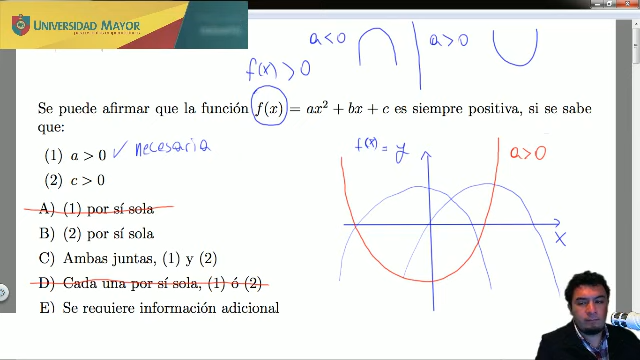 UNIVERSIDAD MAYOR
a < 0
a > 0
f(x) > 0
Se puede afirmar que la función f(x) = ax² + bx + c es siempre positiva, si se sabe
que:
(1) a > 0 ✓ necesaria
(2) c > 0
A) (1) por sí sola
B) (2) por sí sola
C) Ambas juntas, (1) y (2)
D) Cada una por sí sola, (1) ó (2)
E) Se requiere información adicional
f(x) = y
a > 0
x